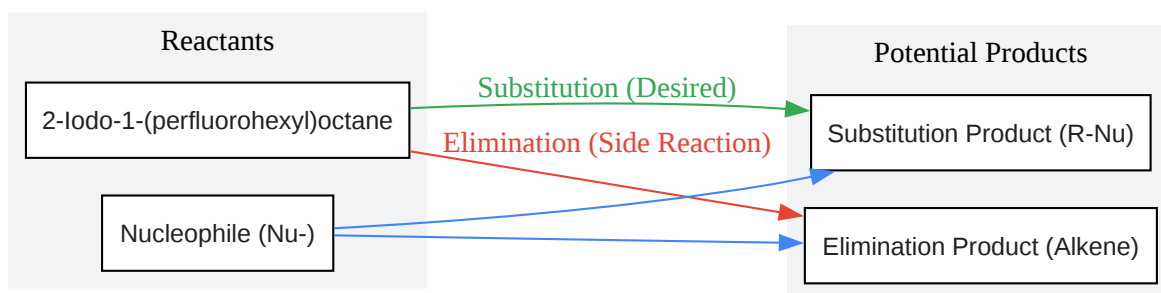 Reactants
Potential Products
2-Iodo-1-(perfluorohexyl)octane
Substitution (Desired)
Substitution Product (R-Nu)
Elimination (Side Reaction)
Nucleophile (Nu-)
Elimination Product (Alkene)